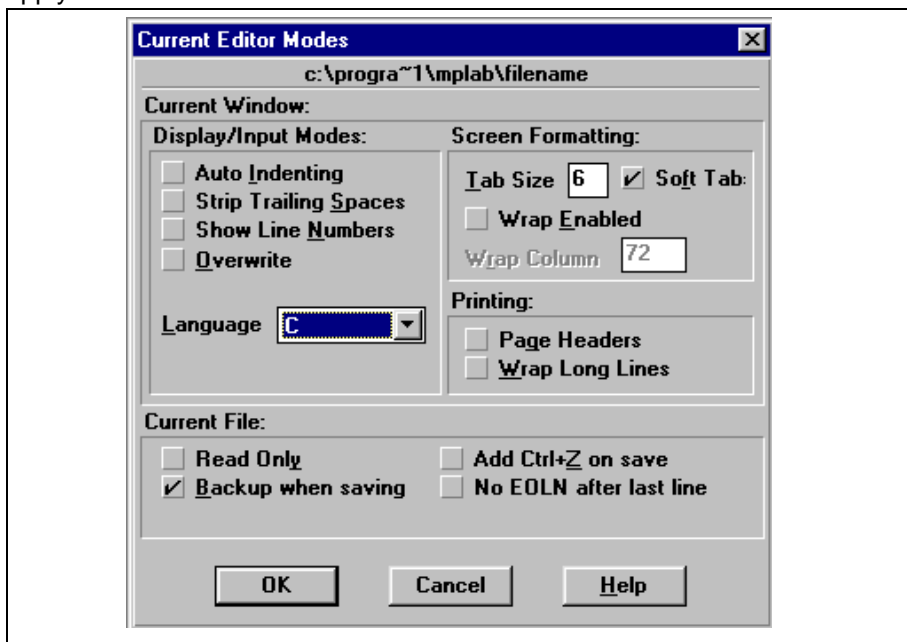 Current Editor Modes
c:\progra~1\mplab\filename
Current Window:
Display/Input Modes:
Auto Indenting
Strip Trailing Spaces
Show Line Numbers
Overwrite
Language C
Screen Formatting:
Tab Size 6 Soft Tab:
Wrap Enabled
Wrap Column 72
Printing:
Page Headers
Wrap Long Lines
Current File:
Read Only
Backup when saving
Add Ctrl+Z on save
No EOLN after last line
OK Cancel Help